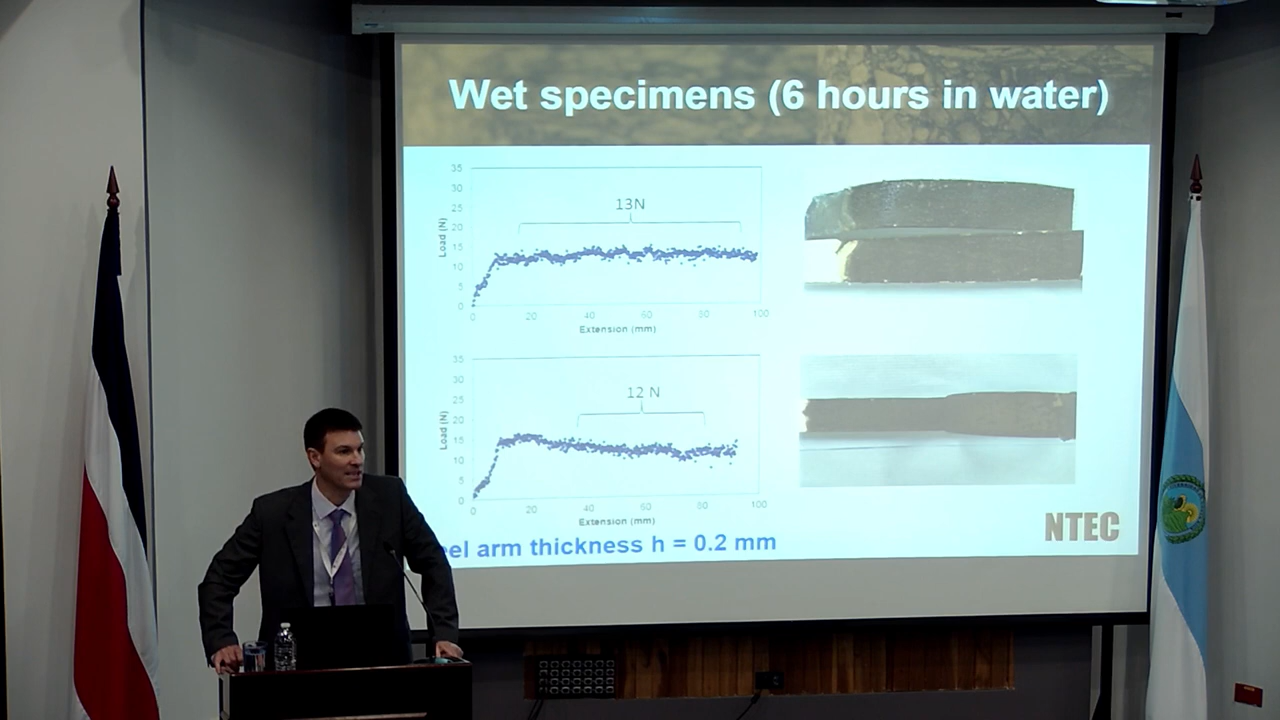 Wet specimens (6 hours in water)
35
30
25
20
15
10
5
0
Load (N)
13N
0 20 40 60 80 100
Extension (mm)
35
30
25
20
15
10
5
0
Load (N)
12 N
0 20 40 60 80 100
Extension (mm)
eel arm thickness h = 0.2 mm
NTEC